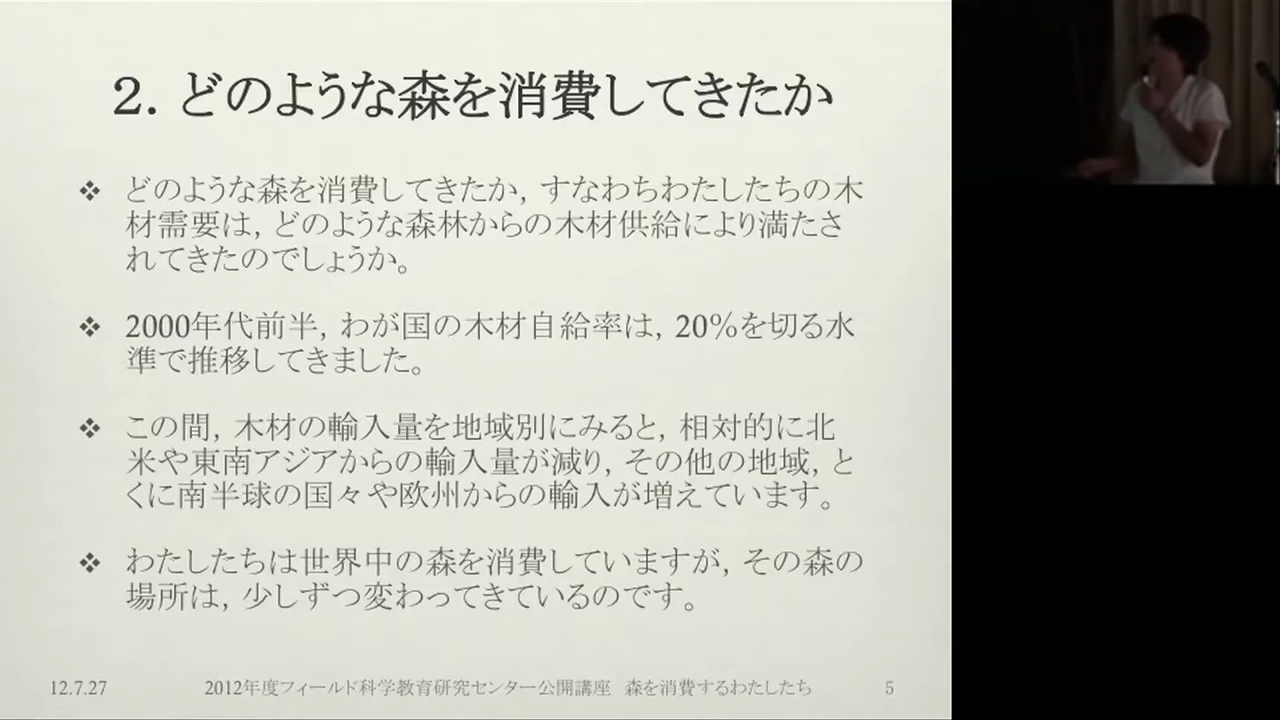 2. どのような森を消費してきたか
❖ どのような森を消費してきたか, すなわちわたしたちの木
材需要は, どのような森林からの木材供給により満たさ
れてきたのでしょうか。
❖ 2000年代前半, わが国の木材自給率は, 20%を切る水
準で推移してきました。
❖ この間, 木材の輸入量を地域別にみると, 相対的に北
米や東南アジアからの輸入量が減り, その他の地域, と
くに南半球の国々や欧州からの輸入が増えています。
❖ わたしたちは世界中の森を消費していますが, その森の
場所は, 少しずつ変わってきているのです。
12.7.27 2012年度フィールド科学教育研究センター公開講座 森を消費するわたしたち 5